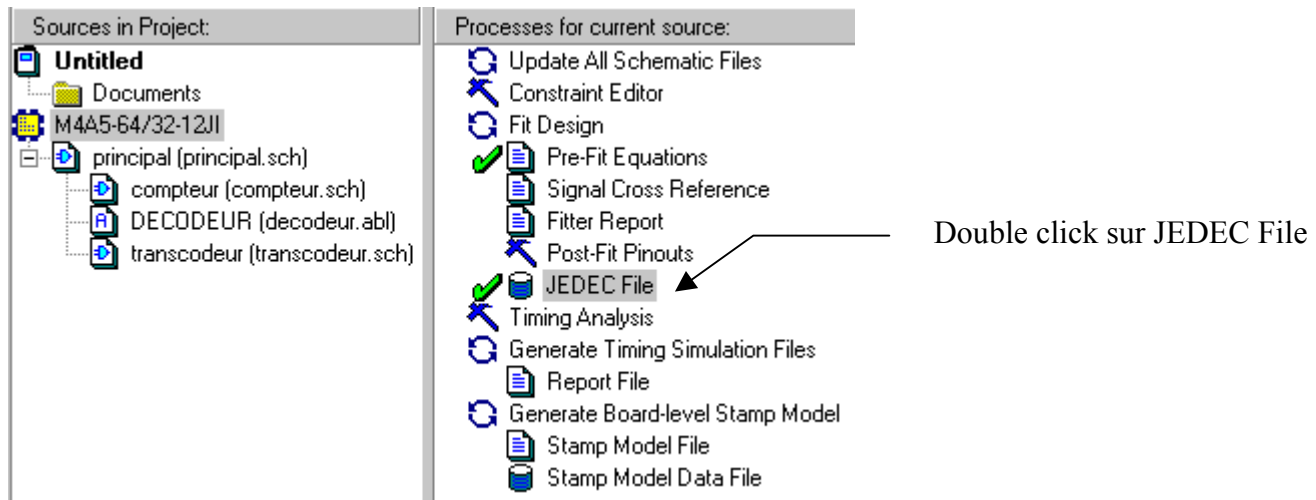 Sources in Project:
Untitled
Documents
M4A5-64/32-12JI
principal (principal.sch)
compteur (compteur.sch)
DECODEUR (decodeur.abl)
transcodeur (transcodeur.sch)
Processes for current source:
Update All Schematic Files
Constraint Editor
Fit Design
Pre-Fit Equations
Signal Cross Reference
Fitter Report
Post-Fit Pinouts
JEDEC File
Timing Analysis
Generate Timing Simulation Files
Report File
Generate Board-level Stamp Model
Stamp Model File
Stamp Model Data File
Double click sur JEDEC File